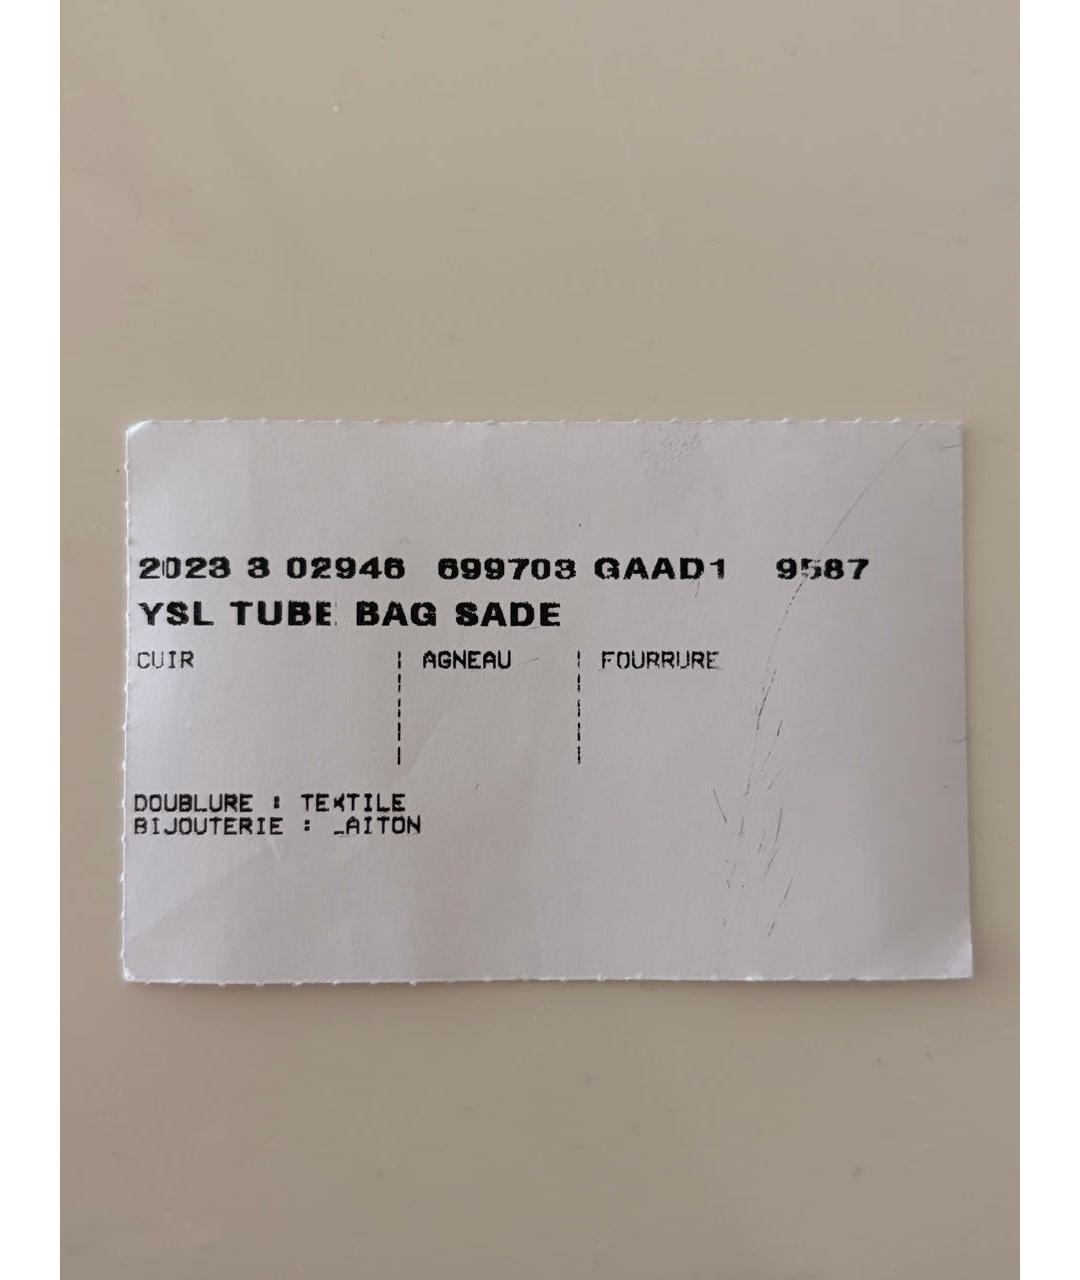 2023 3 02946 699703 GAAD1 9587
YSL TUBE BAG SADE
CUIR ¦ AGNEAU ¦ FOURRURE
DOUBLURE : TEXTILE
BIJOUTERIE : LAITON